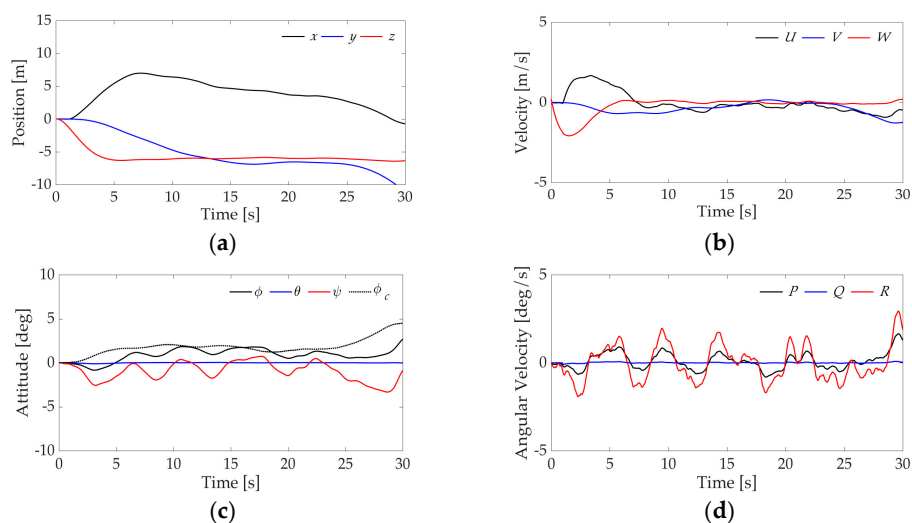 15
10
5
0
-5
-10
Position [m]
x y z
0 5 10 15 20 25 30
Time [s]
(a)
5
0
-5
Velocity [m/s]
U V W
0 5 10 15 20 25 30
Time [s]
(b)
10
5
0
-5
-10
Attitude [deg]
ϕ θ ψ ϕ_c
0 5 10 15 20 25 30
Time [s]
(c)
5
0
-5
Angular Velocity [deg/s]
P Q R
0 5 10 15 20 25 30
Time [s]
(d)